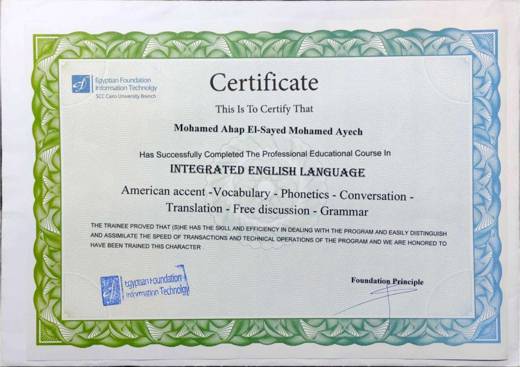 Egyptian Foundation
Information Technolgy
SCC Cairo University Branch
Certificate
This Is To Certify That
Mohamed Ahap El-Sayed Mohamed Ayech
Has Successfully Completed The Professional Educational Course In
INTEGRATED ENGLISH LANGUAGE
American accent -Vocabulary - Phonetics - Conversation -
Translation - Free discussion - Grammar
THE TRAINEE PROVED THAT (S)HE HAS THE SKILL AND EFFICIENCY IN DEALING WITH THE PROGRAM AND EASILY DISTINGUISH
AND ASSIMILATE THE SPEED OF TRANSACTIONS AND TECHNICAL OPERATIONS OF THE PROGRAM AND WE ARE HONORED TO
HAVE BEEN TRAINED THIS CHARACTER
Egyptian Foundation
Information Technolgy
Foundation Principle